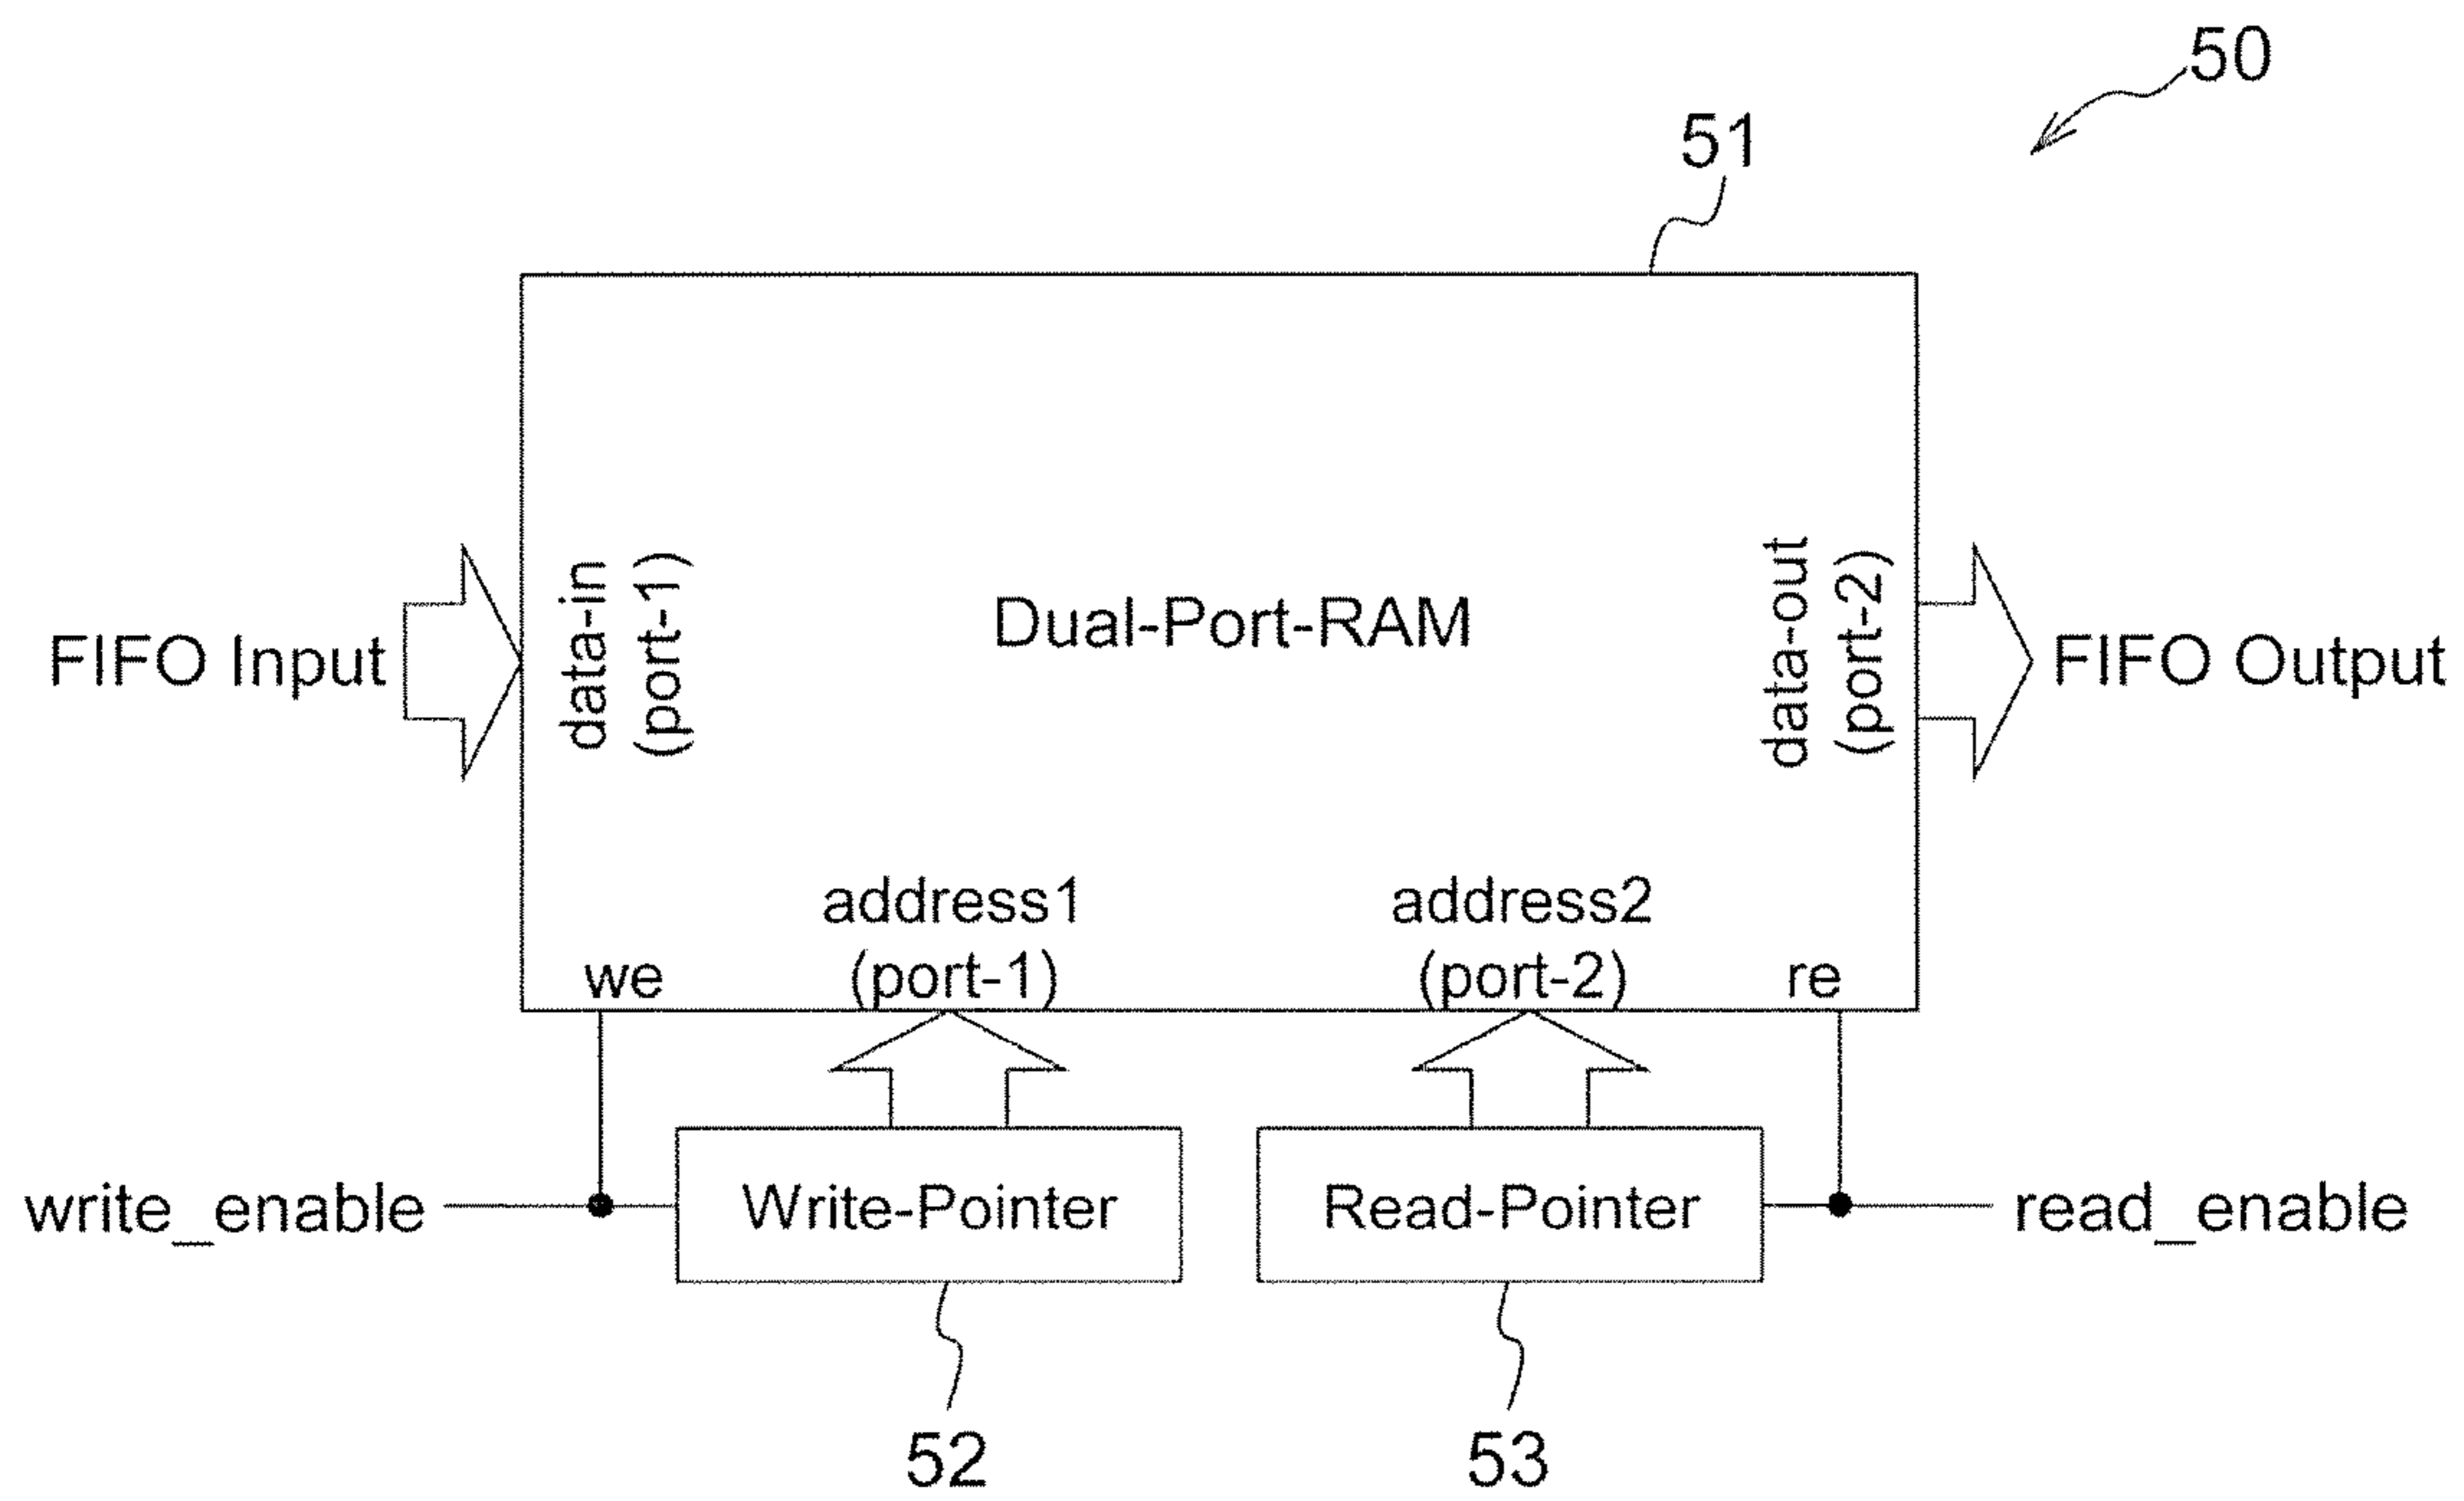 50
51
data-in
(port-1)
Dual-Port-RAM
data-out
(port-2)
FIFO Input
FIFO Output
address1
(port-1)
address2
(port-2)
we
re
write_enable
Write-Pointer
Read-Pointer
read_enable
52
53